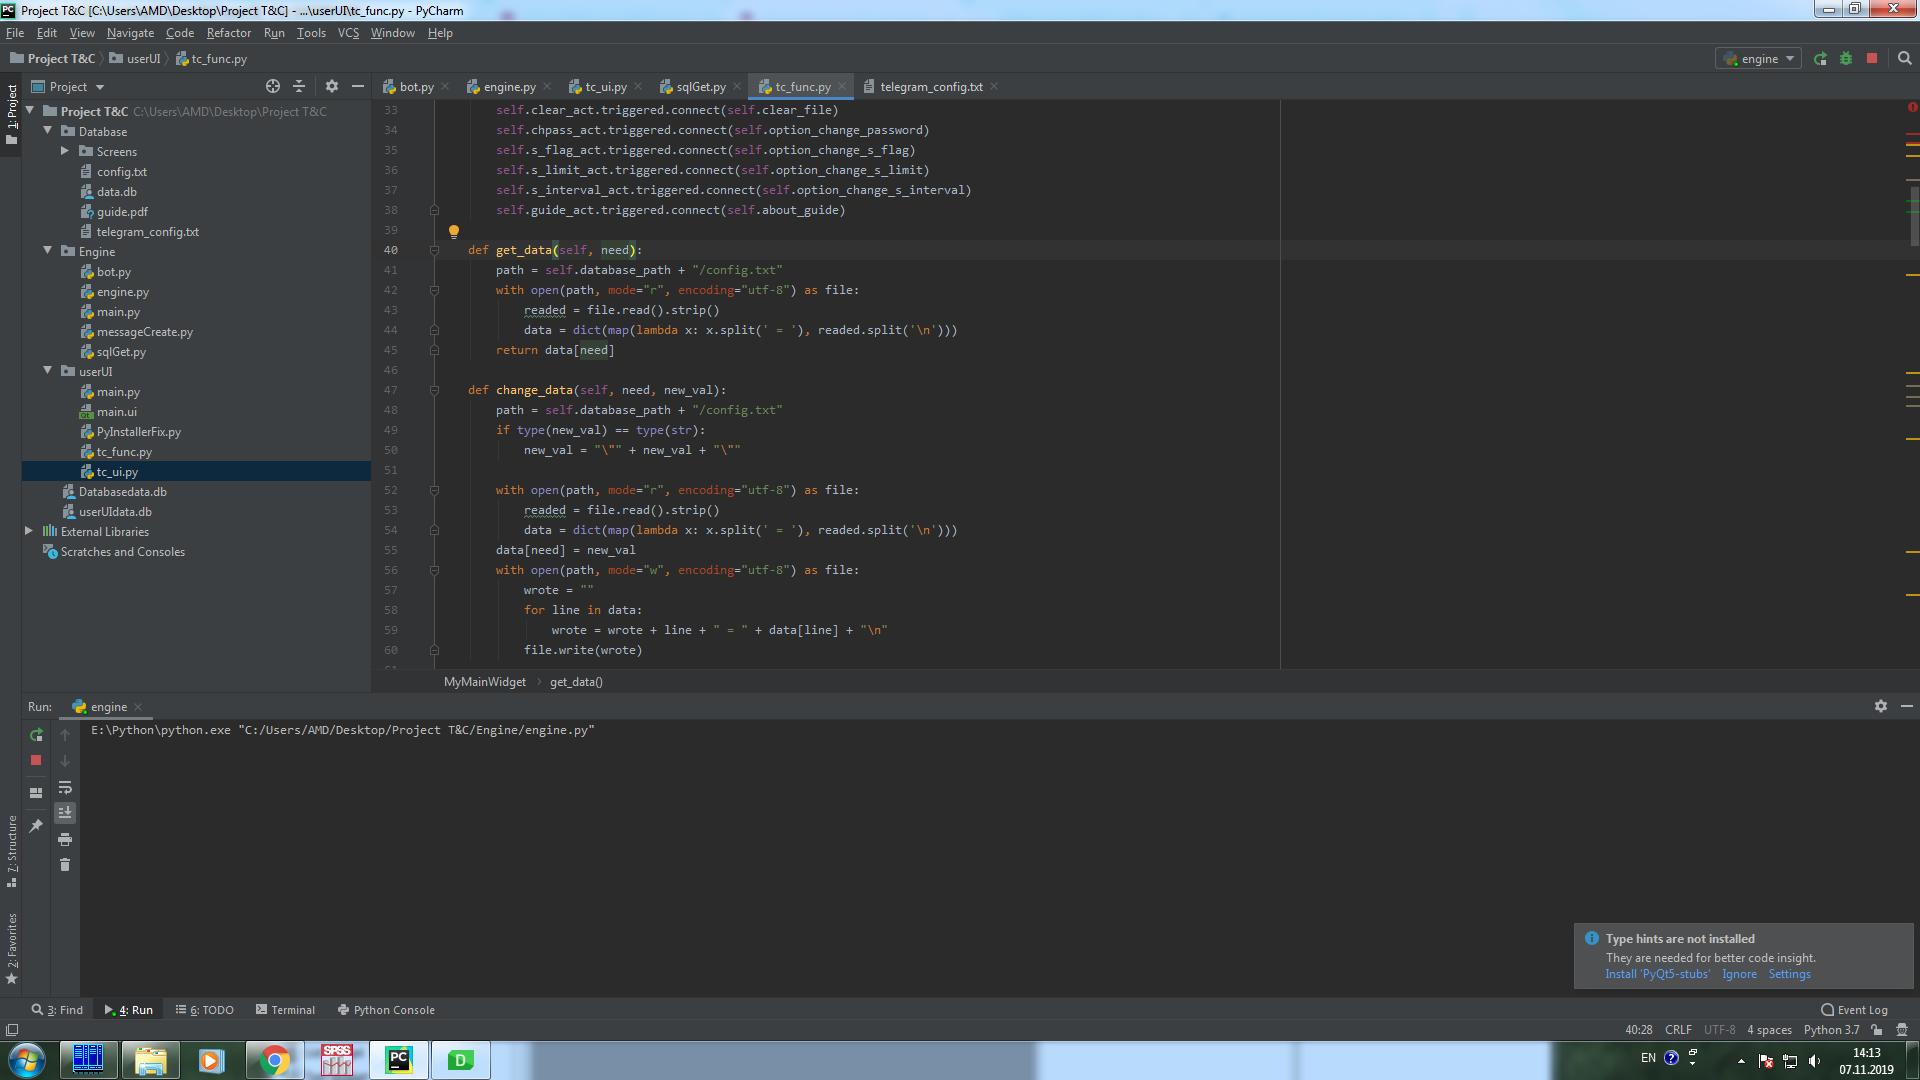 Project T&C [C:\Users\AMD\Desktop\Project T&C] - ...\userUI\tc_func.py - PyCharm
File Edit View Navigate Code Refactor Run Tools VCS Window Help
Project T&C userUI tc_func.py engine
1: Project
Project
Project T&C C:\Users\AMD\Desktop\Project T&C
Database
Screens
config.txt
data.db
guide.pdf
telegram_config.txt
Engine
bot.py
engine.py
main.py
messageCreate.py
sqlGet.py
userUI
main.py
main.ui
PyInstallerFix.py
tc_func.py
tc_ui.py
Databasedata.db
userUIdata.db
External Libraries
Scratches and Consoles
bot.py engine.py tc_ui.py sqlGet.py tc_func.py telegram_config.txt
33 self.clear_act.triggered.connect(self.clear_file)
34 self.chpass_act.triggered.connect(self.option_change_password)
35 self.s_flag_act.triggered.connect(self.option_change_s_flag)
36 self.s_limit_act.triggered.connect(self.option_change_s_limit)
37 self.s_interval_act.triggered.connect(self.option_change_s_interval)
38 self.guide_act.triggered.connect(self.about_guide)
39
40 def get_data(self, need):
41 path = self.database_path + "/config.txt"
42 with open(path, mode="r", encoding="utf-8") as file:
43 readed = file.read().strip()
44 data = dict(map(lambda x: x.split(' = '), readed.split('\n')))
45 return data[need]
46
47 def change_data(self, need, new_val):
48 path = self.database_path + "/config.txt"
49 if type(new_val) == type(str):
50 new_val = "\"" + new_val + "\""
51
52 with open(path, mode="r", encoding="utf-8") as file:
53 readed = file.read().strip()
54 data = dict(map(lambda x: x.split(' = '), readed.split('\n')))
55 data[need] = new_val
56 with open(path, mode="w", encoding="utf-8") as file:
57 wrote = ""
58 for line in data:
59 wrote = wrote + line + " = " + data[line] + "\n"
60 file.write(wrote)
MyMainWidget get_data()
Run: engine
E:\Python\python.exe "C:/Users/AMD/Desktop/Project T&C/Engine/engine.py"
7: Structure
2: Favorites
Type hints are not installed
They are needed for better code insight.
Install 'PyQt5-stubs' Ignore Settings
3: Find 4: Run 6: TODO Terminal Python Console Event Log
40:28 CRLF UTF-8 4 spaces Python 3.7
SPSS PC D EN 14:13
07.11.2019